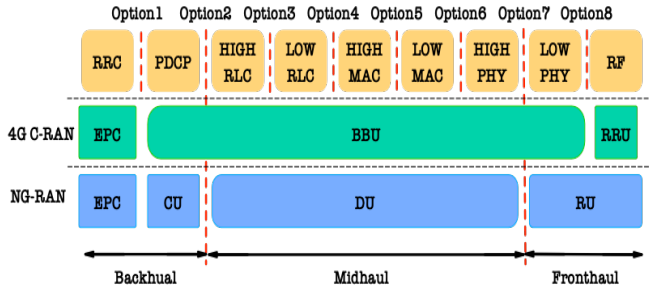 Option1 Option2 Option3 Option4 Option5 Option6 Option7 Option8
RRC PDCP HIGH RLC LOW RLC HIGH MAC LOW MAC HIGH PHY LOW PHY RF
4G C-RAN EPC BBU RRU
NG-RAN EPC CU DU RU
Backhual Midhaul Fronthaul